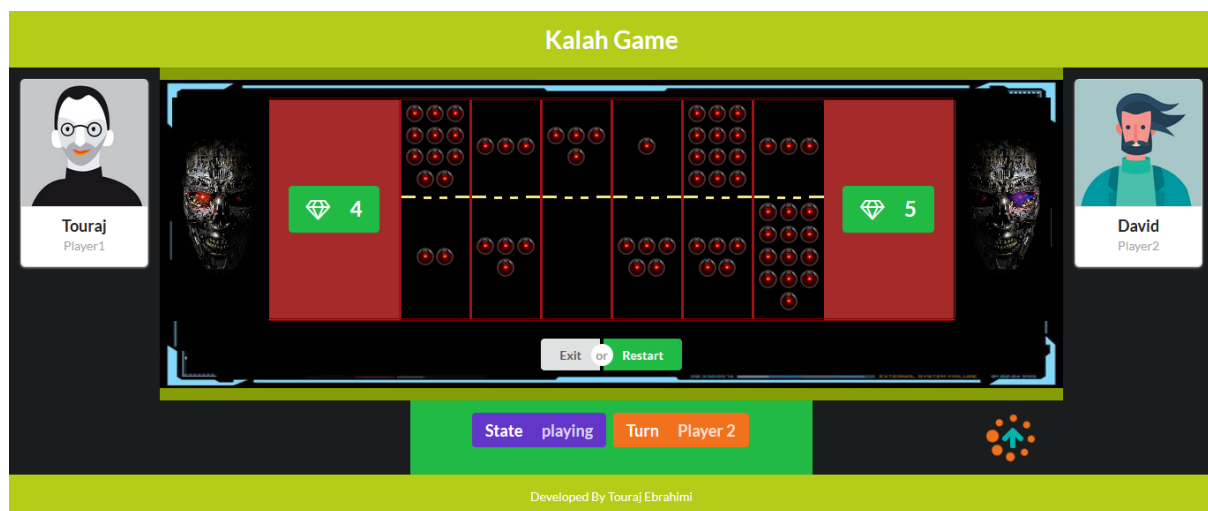 Kalah Game
Touraj
Player1
4
5
David
Player2
Exit or Restart
State playing Turn Player 2
Developed By Touraj Ebrahimi